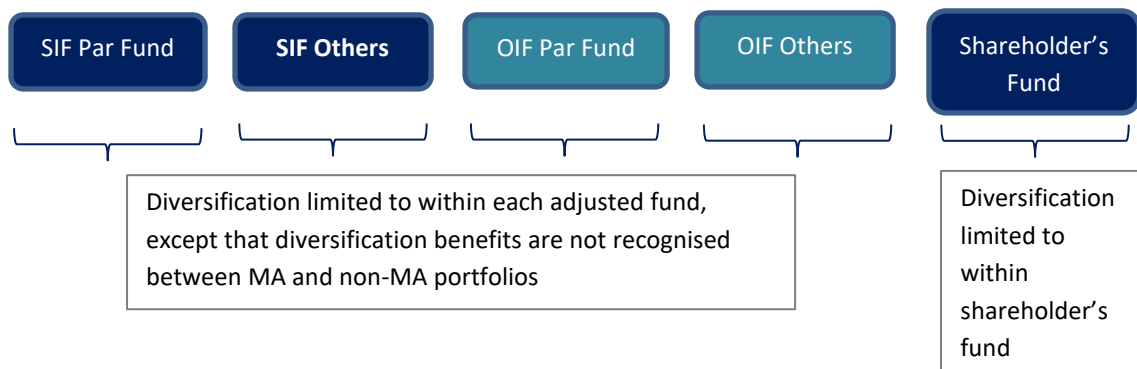 SIF Par Fund
SIF Others
OIF Par Fund
OIF Others
Shareholder’s
Fund
Diversification limited to within each adjusted fund,
except that diversification benefits are not recognised
between MA and non-MA portfolios
Diversification
limited to
within
shareholder’s
fund